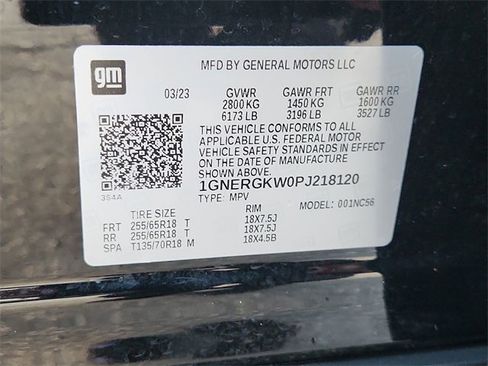 gm
MFD BY GENERAL MOTORS LLC
03/23 GVWR GAWR FRT GAWR RR
2800 KG 1450 KG 1600 KG
6173 LB 3196 LB 3527 LB
THIS VEHICLE CONFORMS TO ALL
APPLICABLE U.S. FEDERAL MOTOR
VEHICLE SAFETY STANDARDS IN EFFECT
ON THE DATE OF MANUFACTURE
SHOWN ABOVE.
1GNERGKW0PJ218120
364A
TYPE: MPV MODEL: 001NC56
TIRE SIZE RIM
FRT 255/65R18 T 18X7.5J
RR 255/65R18 T 18X7.5J
SPA T135/70R18 M 18X4.5B